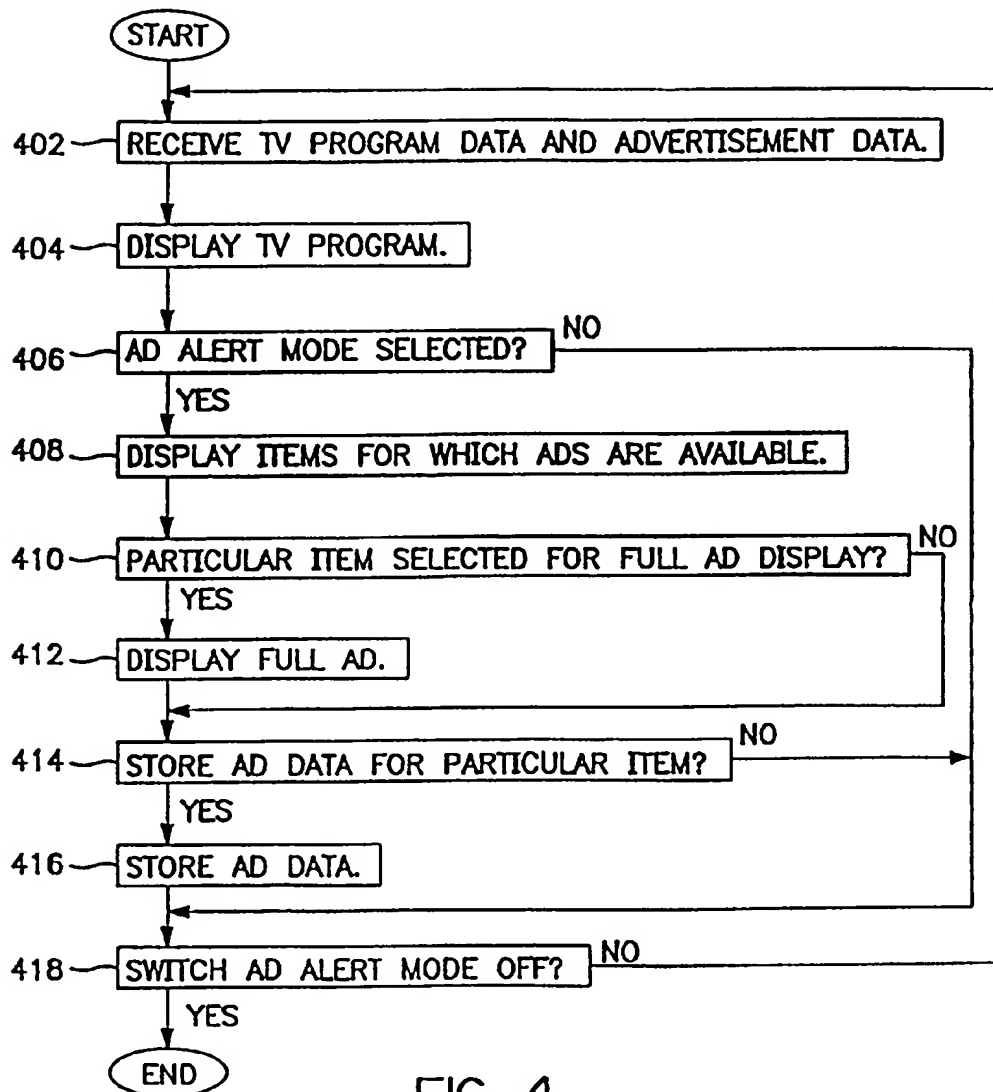 START
402 RECEIVE TV PROGRAM DATA AND ADVERTISEMENT DATA.
404 DISPLAY TV PROGRAM.
406 AD ALERT MODE SELECTED? NO
YES
408 DISPLAY ITEMS FOR WHICH ADS ARE AVAILABLE.
410 PARTICULAR ITEM SELECTED FOR FULL AD DISPLAY? NO
YES
412 DISPLAY FULL AD.
414 STORE AD DATA FOR PARTICULAR ITEM? NO
YES
416 STORE AD DATA.
418 SWITCH AD ALERT MODE OFF? NO
YES
END
FIG. 4